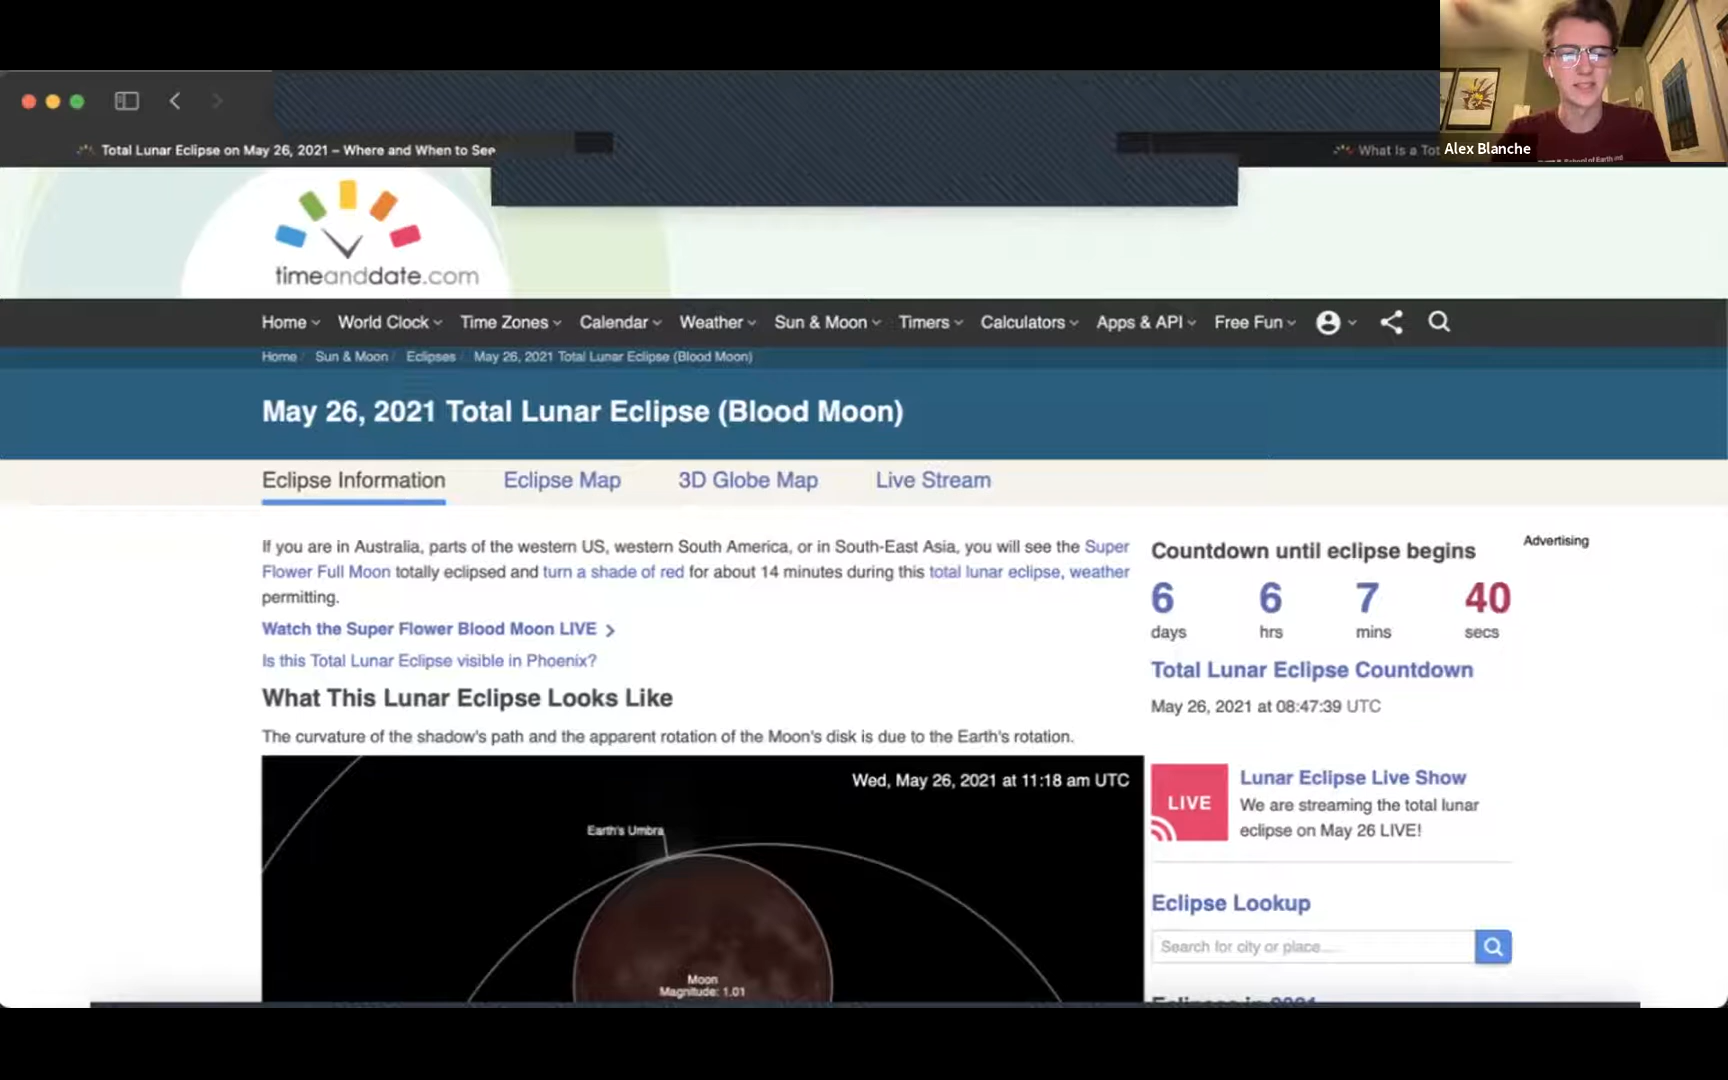 Total Lunar Eclipse on May 26, 2021 – Where and When to See
What Is a Tot
Alex Blanche
timeanddate.com
Home World Clock Time Zones Calendar Weather Sun & Moon Timers Calculators Apps & API Free Fun
Home / Sun & Moon / Eclipses / May 26, 2021 Total Lunar Eclipse (Blood Moon)
May 26, 2021 Total Lunar Eclipse (Blood Moon)
Eclipse Information Eclipse Map 3D Globe Map Live Stream
If you are in Australia, parts of the western US, western South America, or in South-East Asia, you will see the Super
Flower Full Moon totally eclipsed and turn a shade of red for about 14 minutes during this total lunar eclipse, weather
permitting.
Watch the Super Flower Blood Moon LIVE
Is this Total Lunar Eclipse visible in Phoenix?
What This Lunar Eclipse Looks Like
The curvature of the shadow's path and the apparent rotation of the Moon's disk is due to the Earth's rotation.
Wed, May 26, 2021 at 11:18 am UTC
Earth's Umbra
Moon
Magnitude: 1.01
Countdown until eclipse begins
6 6 7 40
days hrs mins secs
Total Lunar Eclipse Countdown
May 26, 2021 at 08:47:39 UTC
Advertising
LIVE
Lunar Eclipse Live Show
We are streaming the total lunar
eclipse on May 26 LIVE!
Eclipse Lookup
Search for city or place...
Eclipses in 2021